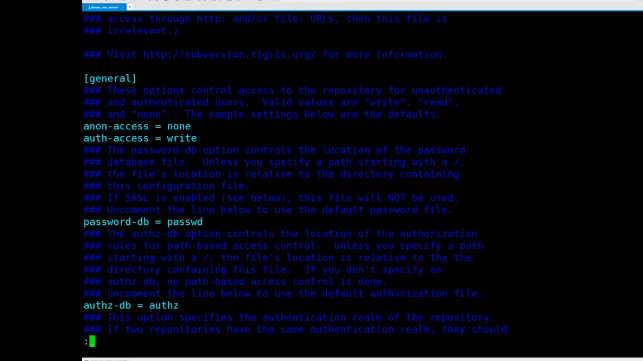 ### access through http: and/or file: URLs, then this file is
### irrelevant.)
### Visit http://subversion.tigris.org/ for more information.
[general]
### These options control access to the repository for unauthenticated
### and authenticated users.  Valid values are "write", "read",
### and "none".  The sample settings below are the defaults.
anon-access = none
auth-access = write
### The password-db option controls the location of the password
### database file.  Unless you specify a path starting with a /,
### the file's location is relative to the directory containing
### this configuration file.
### If SASL is enabled (see below), this file will NOT be used.
### Uncomment the line below to use the default password file.
password-db = passwd
### The authz-db option controls the location of the authorization
### rules for path-based access control.  Unless you specify a path
### starting with a /, the file's location is relative to the the
### directory containing this file.  If you don't specify an
### authz-db, no path-based access control is done.
### Uncomment the line below to use the default authorization file.
authz-db = authz
### This option specifies the authentication realm of the repository.
### If two repositories have the same authentication realm, they should
: